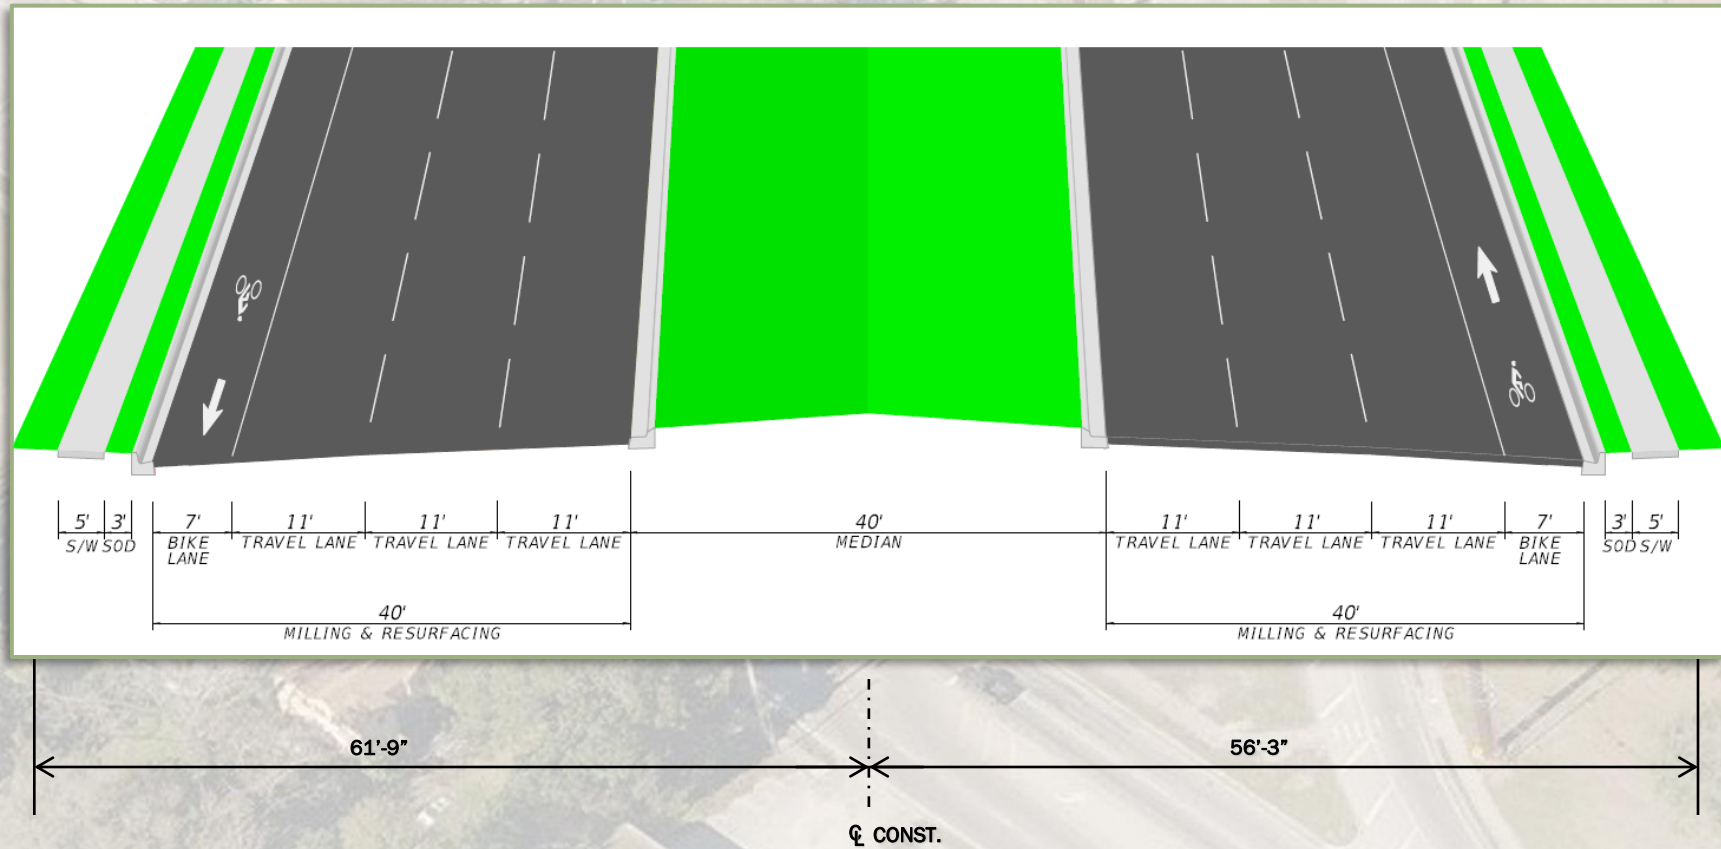 5' 3' 7' 11' 11' 11' 40' 11' 11' 11' 7' 3' 5'
S/W SOD BIKE LANE TRAVEL LANE TRAVEL LANE TRAVEL LANE MEDIAN TRAVEL LANE TRAVEL LANE TRAVEL LANE BIKE LANE SOD S/W
40' 40'
MILLING & RESURFACING MILLING & RESURFACING
61'-9" 56'-3"
℄ CONST.